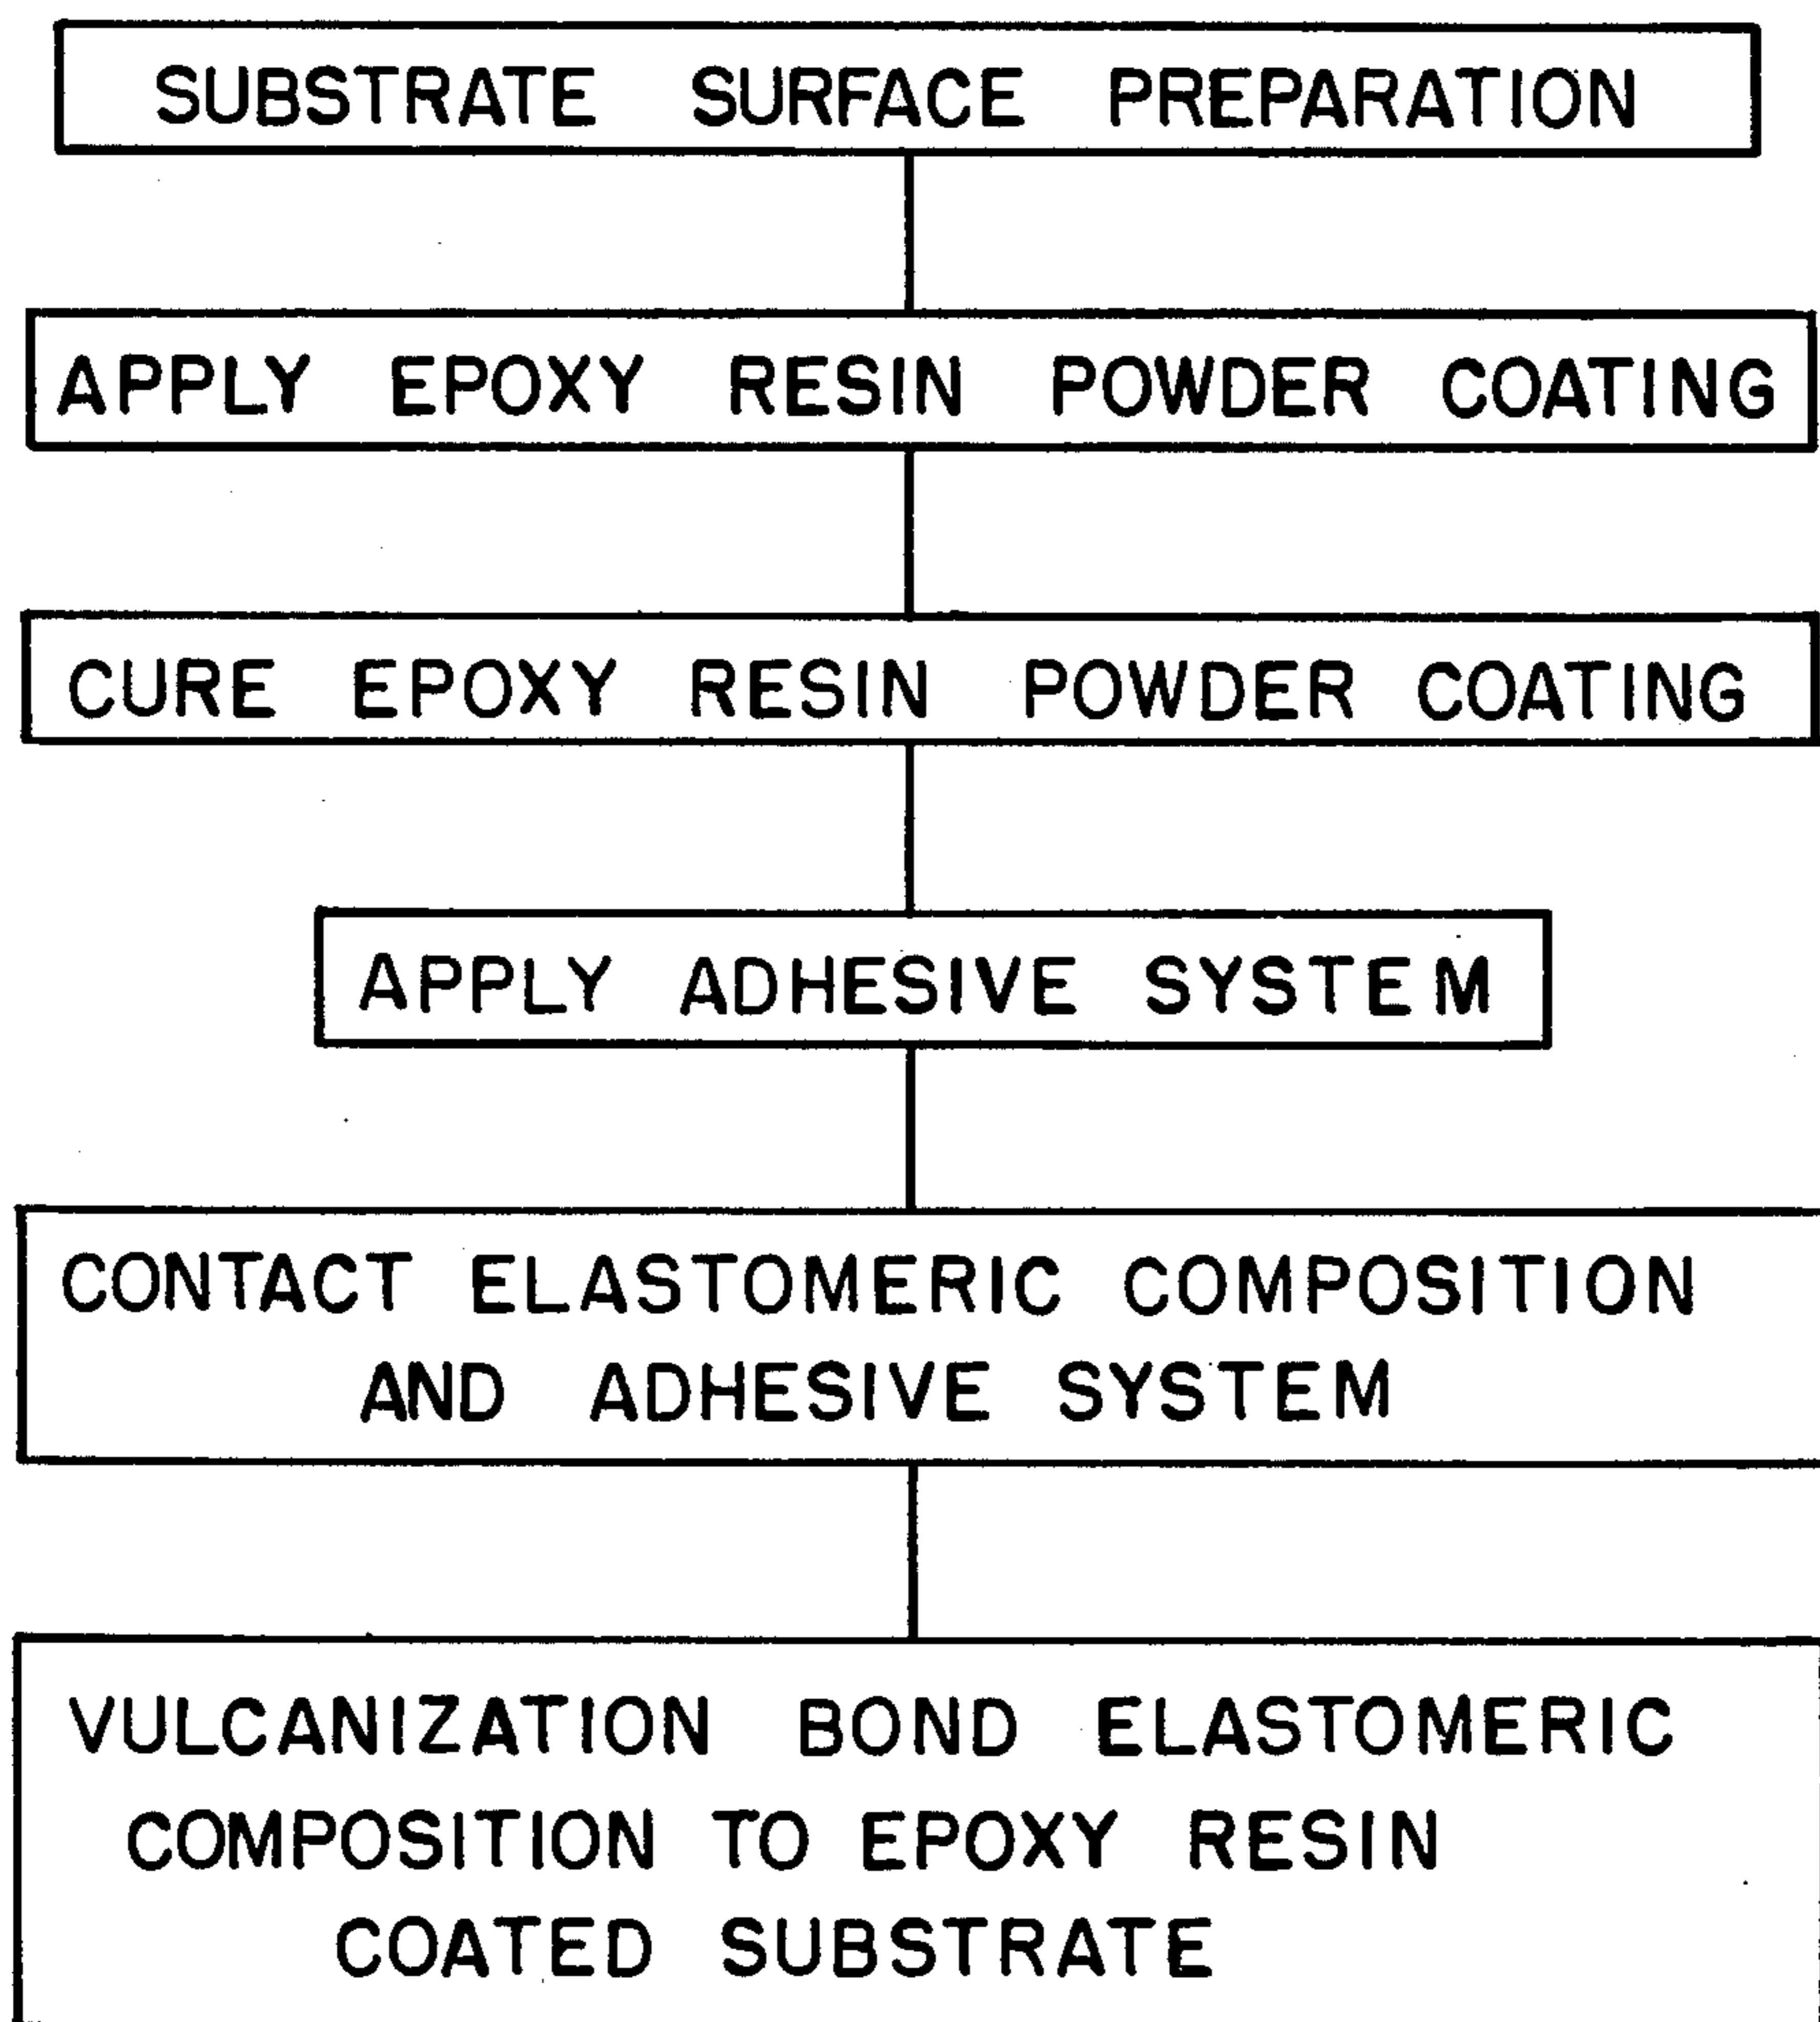 SUBSTRATE SURFACE PREPARATION
APPLY EPOXY RESIN POWDER COATING
CURE EPOXY RESIN POWDER COATING
APPLY ADHESIVE SYSTEM
CONTACT ELASTOMERIC COMPOSITION
AND ADHESIVE SYSTEM
VULCANIZATION BOND ELASTOMERIC
COMPOSITION TO EPOXY RESIN
COATED SUBSTRATE